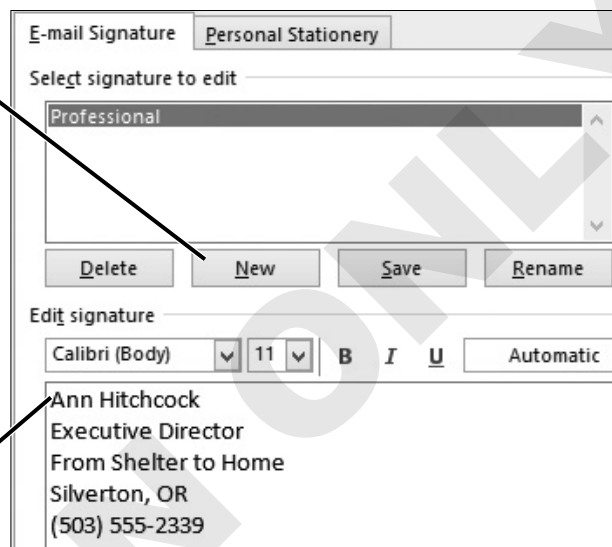 E-mail Signature Personal Stationery
Select signature to edit
Professional
Delete New Save Rename
Edit signature
Calibri (Body) 11 B I U Automatic
Ann Hitchcock
Executive Director
From Shelter to Home
Silverton, OR
(503) 555-2339
N ONLY